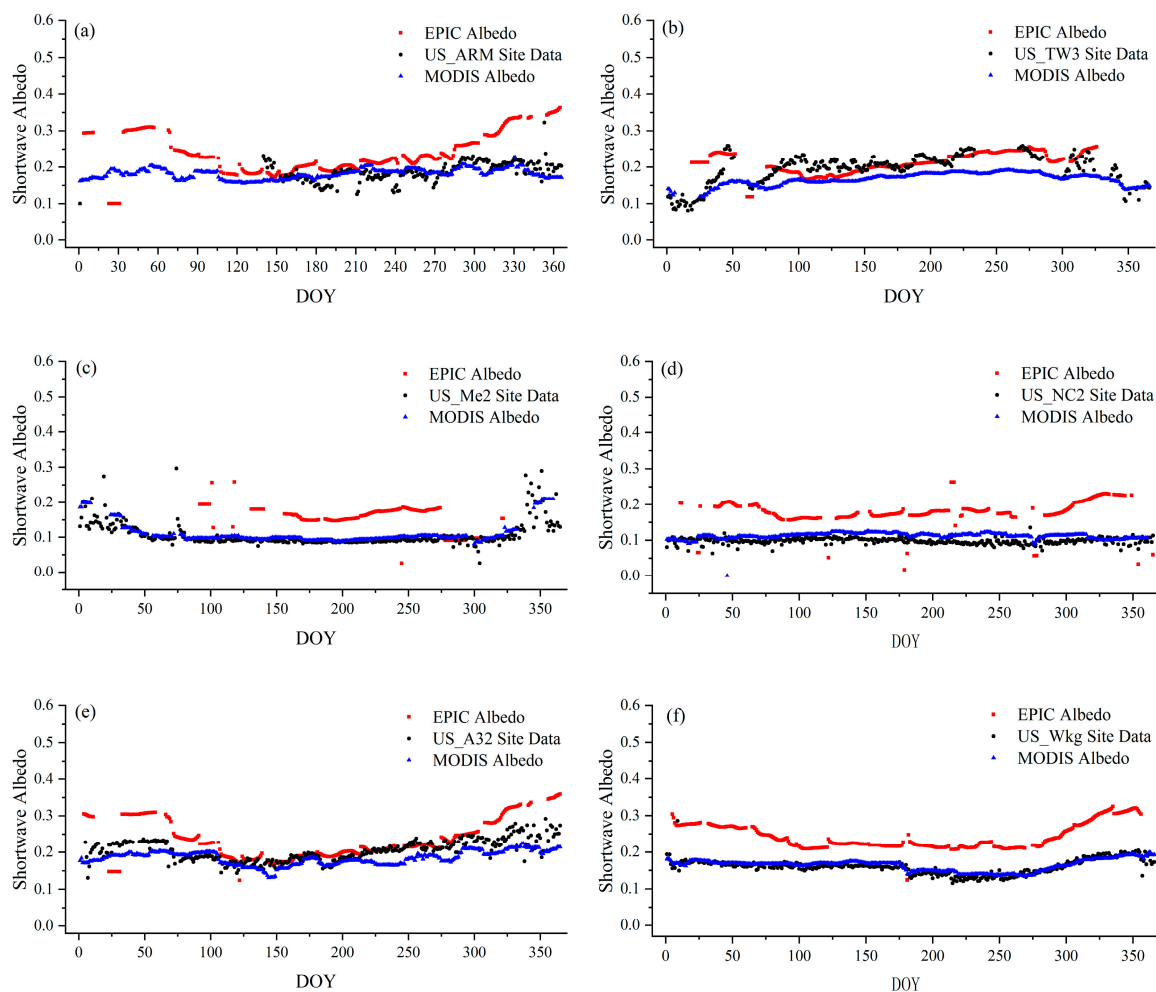 (a)
EPIC Albedo
US_ARM Site Data
MODIS Albedo
Shortwave Albedo
0.6
0.5
0.4
0.3
0.2
0.1
0.0
0 30 60 90 120 150 180 210 240 270 300 330 360
DOY
(b)
EPIC Albedo
US_TW3 Site Data
MODIS Albedo
Shortwave Albedo
0.6
0.5
0.4
0.3
0.2
0.1
0.0
0 50 100 150 200 250 300 350
DOY
(c)
EPIC Albedo
US_Me2 Site Data
MODIS Albedo
Shortwave Albedo
0.6
0.5
0.4
0.3
0.2
0.1
0.0
0 50 100 150 200 250 300 350
DOY
(d)
EPIC Albedo
US_NC2 Site Data
MODIS Albedo
Shortwave Albedo
0.6
0.5
0.4
0.3
0.2
0.1
0.0
0 50 100 150 200 250 300 350
DOY
(e)
EPIC Albedo
US_A32 Site Data
MODIS Albedo
Shortwave Albedo
0.6
0.5
0.4
0.3
0.2
0.1
0.0
0 50 100 150 200 250 300 350
DOY
(f)
EPIC Albedo
US_Wkg Site Data
MODIS Albedo
Shortwave Albedo
0.6
0.5
0.4
0.3
0.2
0.1
0.0
0 50 100 150 200 250 300 350
DOY